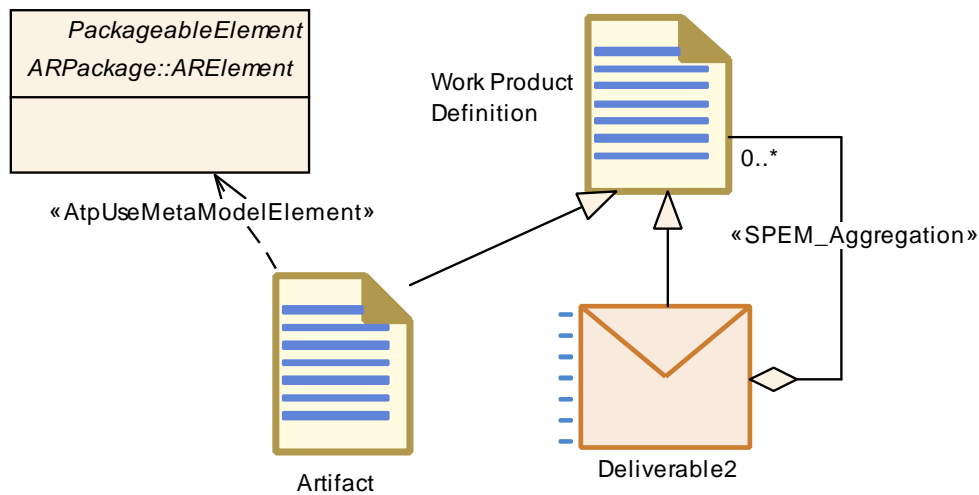 PackageableElement
ARPackage::ARElement
Work Product
Definition
0..*
«AtpUseMetaModelElement»
«SPEM_Aggregation»
Artifact
Deliverable2